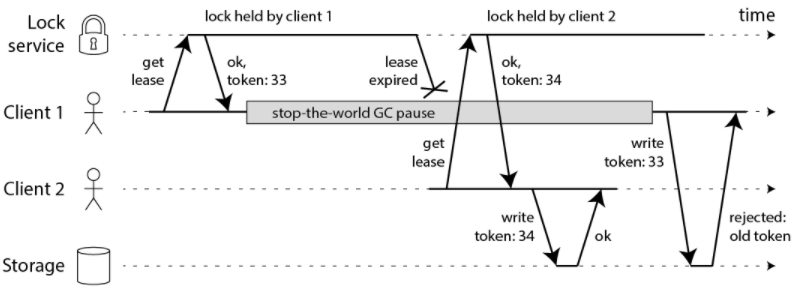 lock held by client 1
lock held by client 2
time
Lock
service
get
lease
ok,
token: 33
lease
expired
ok,
token: 34
Client 1
stop-the-world GC pause
get
lease
write
token: 33
Client 2
write
token: 34
ok
rejected:
old token
Storage